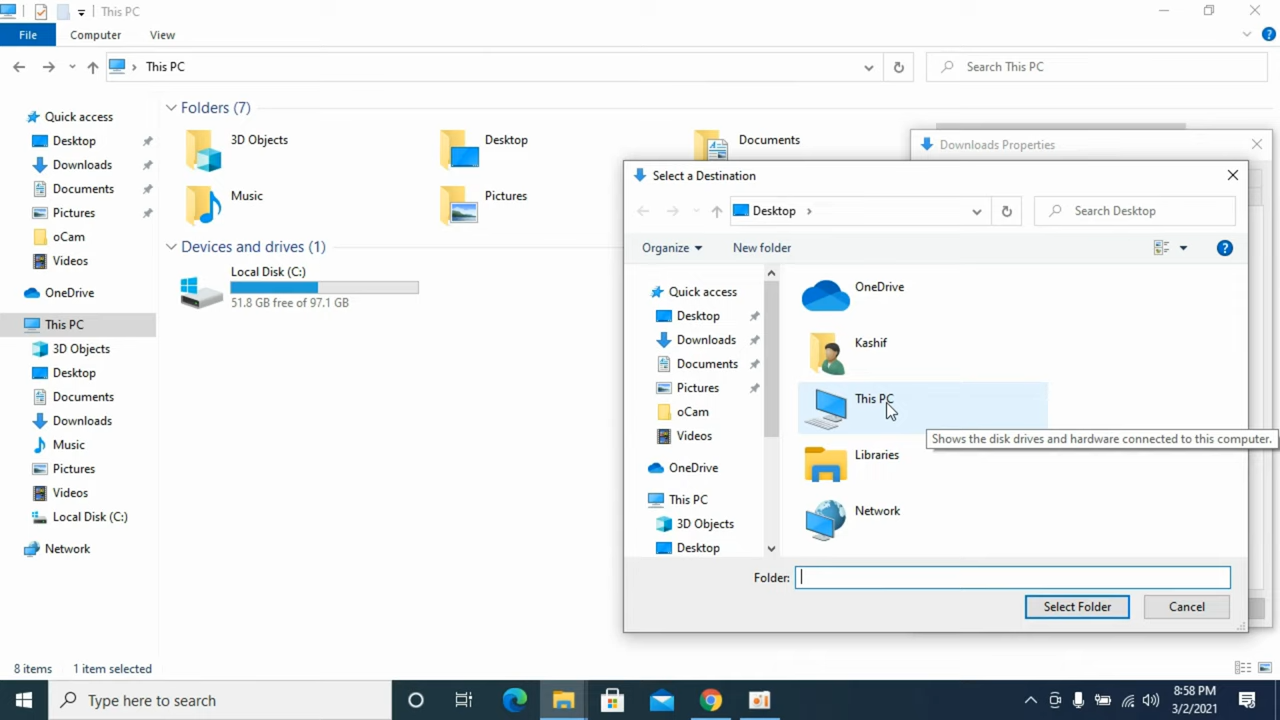 This PC
File Computer View
This PC
Search This PC
Quick access
Desktop
Downloads
Documents
Pictures
oCam
Videos
OneDrive
This PC
3D Objects
Desktop
Documents
Downloads
Music
Pictures
Videos
Local Disk (C:)
Network
Folders (7)
3D Objects
Desktop
Documents
Music
Pictures
Devices and drives (1)
Local Disk (C:)
51.8 GB free of 97.1 GB
Downloads Properties
Select a Destination
Desktop
Search Desktop
Organize New folder
Quick access
Desktop
Downloads
Documents
Pictures
oCam
Videos
OneDrive
This PC
3D Objects
Desktop
OneDrive
Kashif
This PC
Shows the disk drives and hardware connected to this computer.
Libraries
Network
Folder:
Select Folder Cancel
8 items 1 item selected
Type here to search
8:58 PM
3/2/2021